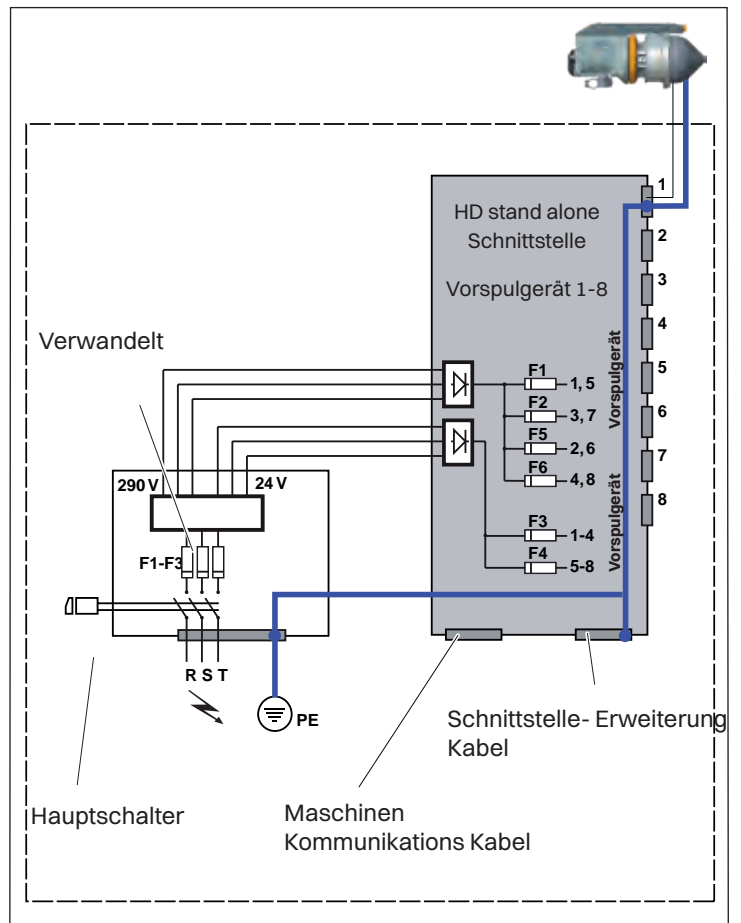 HD stand alone
Schnittstelle
Vorspulgerät 1-8
1
2
3
4
5
6
7
8
Vorspulgerät
Vorspulgerät
F1
1, 5
F2
3, 7
F5
2, 6
F6
4, 8
F3
1-4
F4
5-8
Verwandelt
290 V
24 V
F1-F3
R S T
PE
Hauptschalter
Maschinen
Kommunikations Kabel
Schnittstelle- Erweiterung
Kabel